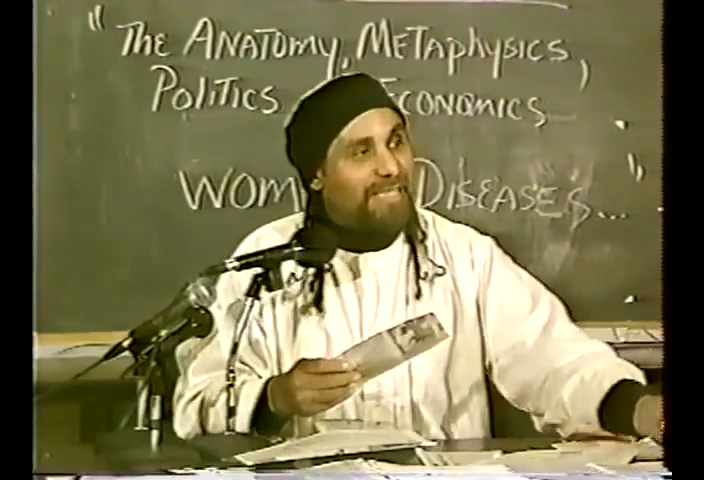 "The Anatomy, Metaphysics,
Politics Economics
Diseases..."